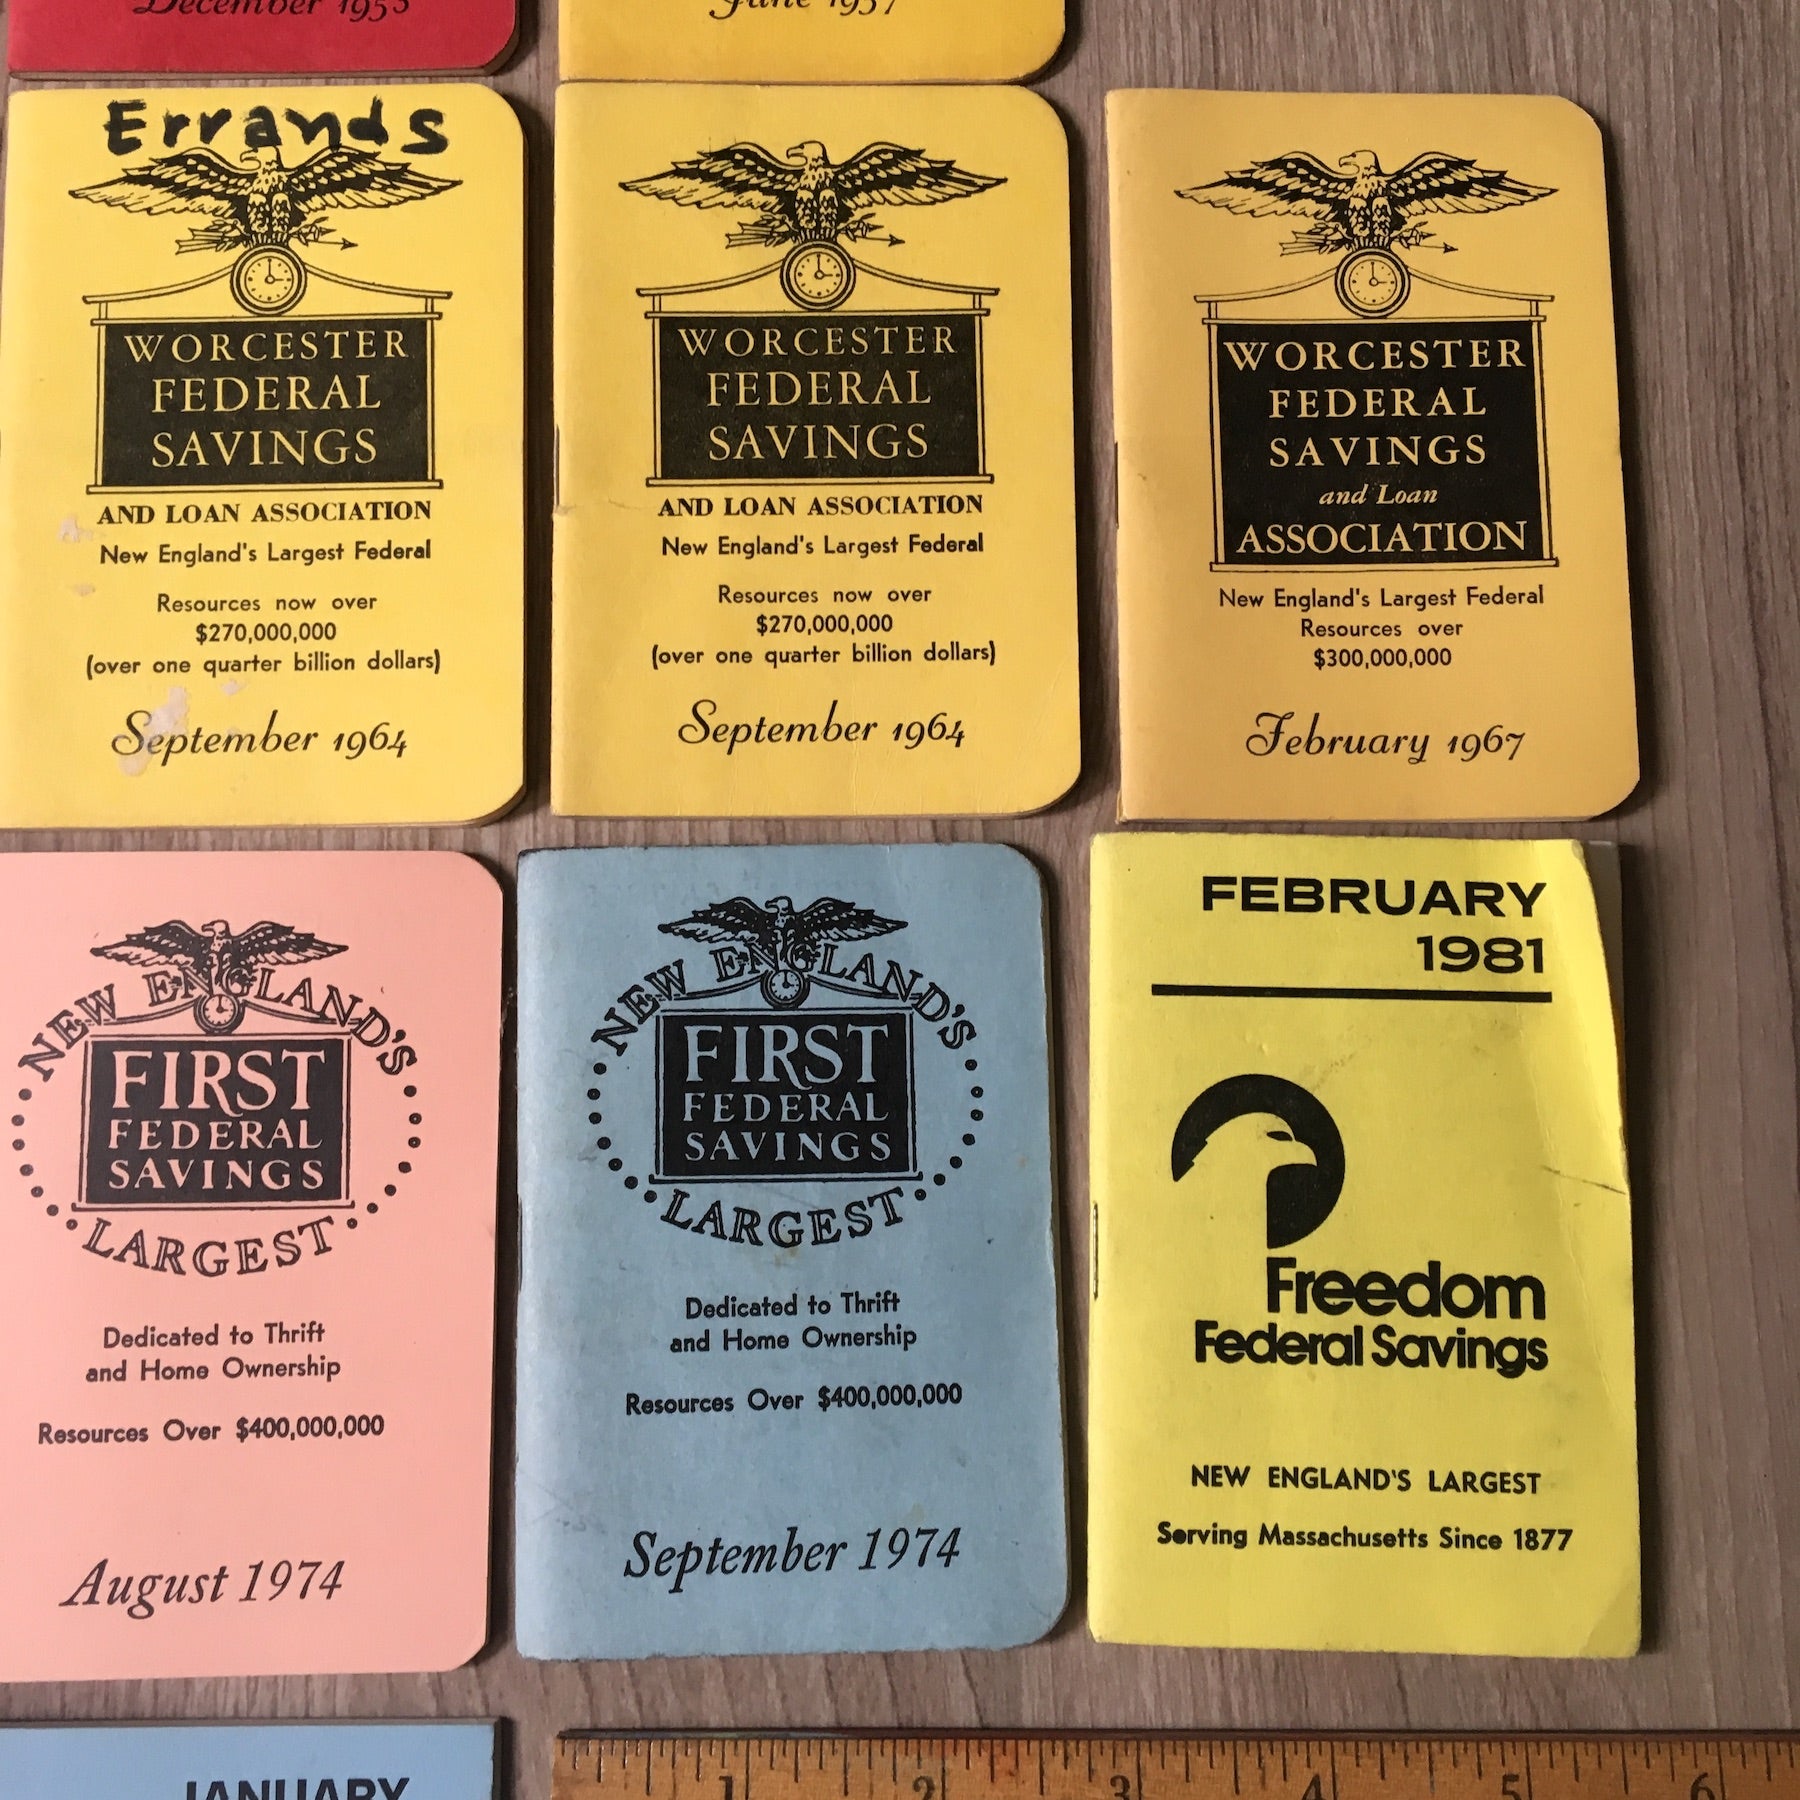 December 1953
June 1957
Errands
WORCESTER
FEDERAL
SAVINGS
AND LOAN ASSOCIATION
New England's Largest Federal
Resources now over
$270,000,000
(over one quarter billion dollars)
September 1964
WORCESTER
FEDERAL
SAVINGS
AND LOAN ASSOCIATION
New England's Largest Federal
Resources now over
$270,000,000
(over one quarter billion dollars)
September 1964
WORCESTER
FEDERAL
SAVINGS
and Loan
ASSOCIATION
New England's Largest Federal
Resources over
$300,000,000
February 1967
NEW ENGLAND'S
FIRST
FEDERAL
SAVINGS
LARGEST
Dedicated to Thrift
and Home Ownership
Resources Over $400,000,000
August 1974
NEW ENGLAND'S
FIRST
FEDERAL
SAVINGS
LARGEST
Dedicated to Thrift
and Home Ownership
Resources Over $400,000,000
September 1974
FEBRUARY
1981
Freedom
Federal Savings
NEW ENGLAND'S LARGEST
Serving Massachusetts Since 1877
JANUARY
1 2 3 4 5 6